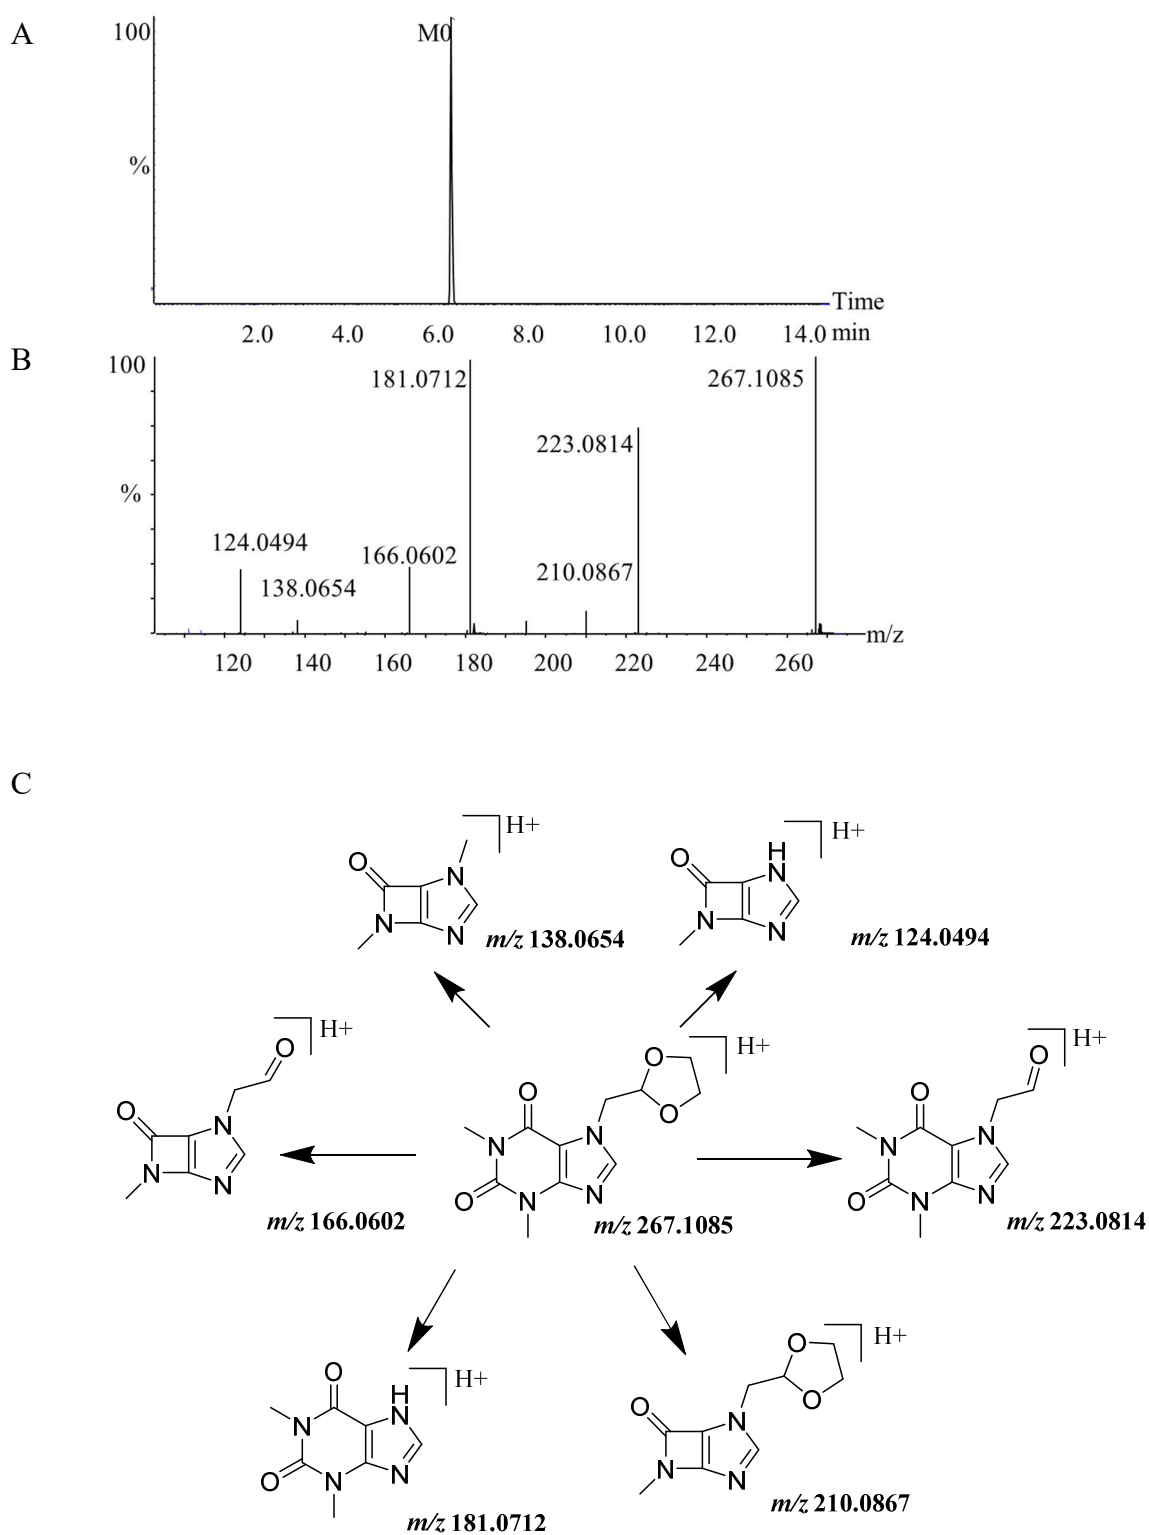 A
100
M0
%
Time
2.0 4.0 6.0 8.0 10.0 12.0 14.0 min
B
100
181.0712
267.1085
223.0814
%
124.0494
166.0602
138.0654
210.0867
m/z
120 140 160 180 200 220 240 260
C
H+
O
N
N
N
m/z 138.0654
H+
O
H
N
N
N
m/z 124.0494
H+
O
O
N
N
N
m/z 166.0602
H+
O
O
O
N
N
O
N
N
m/z 267.1085
H+
O
O
N
N
O
N
N
m/z 223.0814
H+
O
H
N
N
O
N
N
m/z 181.0712
H+
O
O
O
N
N
N
m/z 210.0867